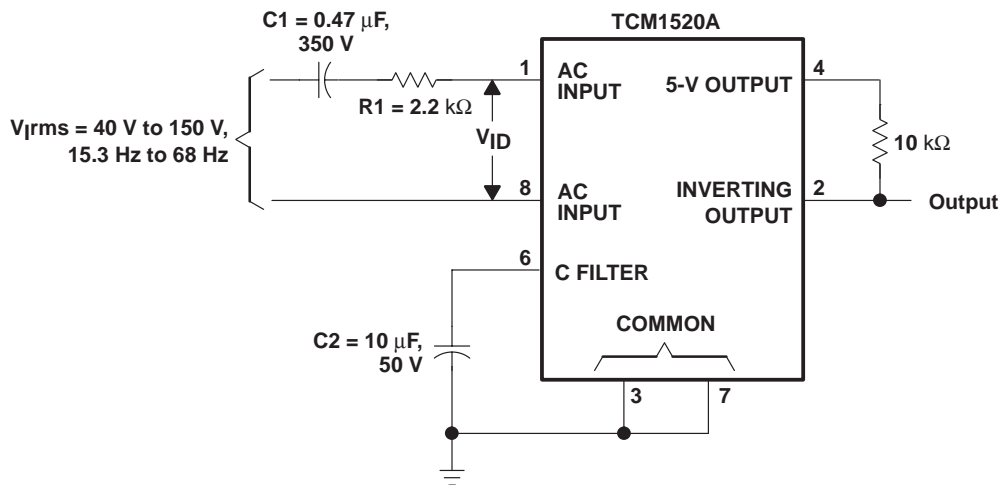 C1 = 0.47 μF,
350 V
TCM1520A
1
AC
INPUT
5-V OUTPUT
4
R1 = 2.2 kΩ
VIrms = 40 V to 150 V,
15.3 Hz to 68 Hz
VID
10 kΩ
8
AC
INPUT
INVERTING
OUTPUT
2
Output
6
C FILTER
C2 = 10 μF,
50 V
COMMON
3
7